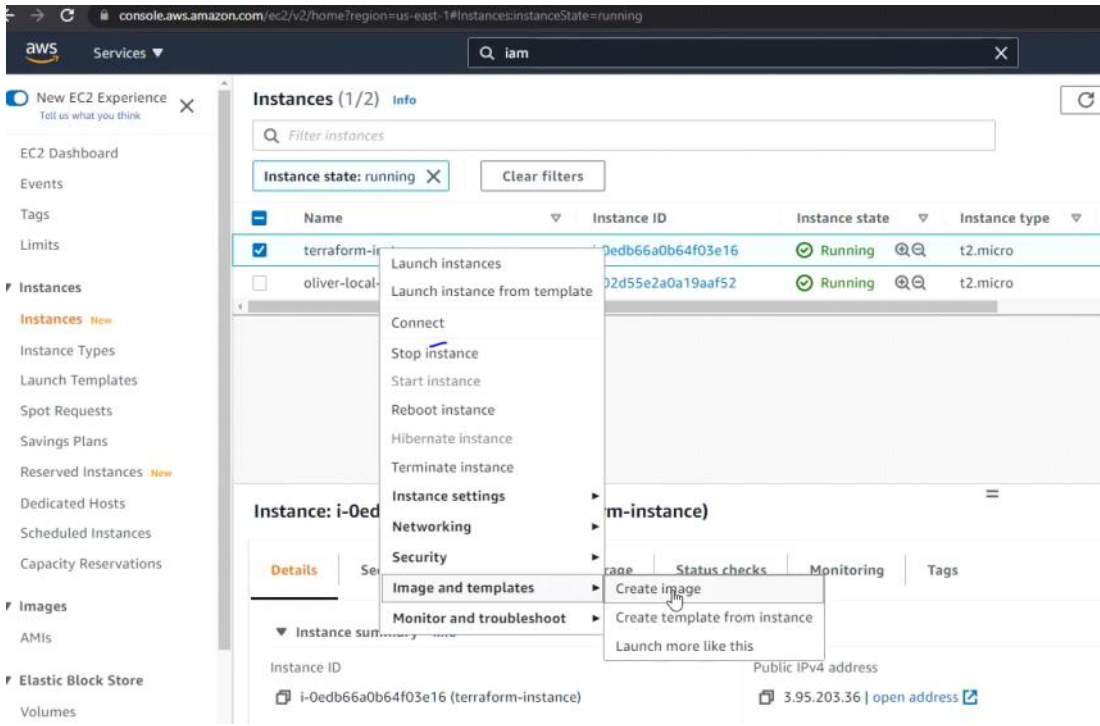 console.aws.amazon.com/ec2/v2/home?region=us-east-1#Instances:instanceState=running
aws Services ▼ iam
New EC2 Experience
Tell us what you think
EC2 Dashboard
Events
Tags
Limits
Instances
Instances New
Instance Types
Launch Templates
Spot Requests
Savings Plans
Reserved Instances New
Dedicated Hosts
Scheduled Instances
Capacity Reservations
Images
AMIs
Elastic Block Store
Volumes
Instances (1/2) Info
Filter instances
Instance state: running Clear filters
Name Instance ID Instance state Instance type
terraform-in i-0edb66a0b64f03e16 Running t2.micro
oliver-local- 02d55e2a0a19aaf52 Running t2.micro
Launch instances
Launch instance from template
Connect
Stop instance
Start instance
Reboot instance
Hibernate instance
Terminate instance
Instance settings
Networking
Security
Image and templates
Monitor and troubleshoot
Create image
Create template from instance
Launch more like this
Instance: i-0ed m-instance)
Details Se rage Status checks Monitoring Tags
Instance summary
Instance ID Public IPv4 address
i-0edb66a0b64f03e16 (terraform-instance) 3.95.203.36 | open address